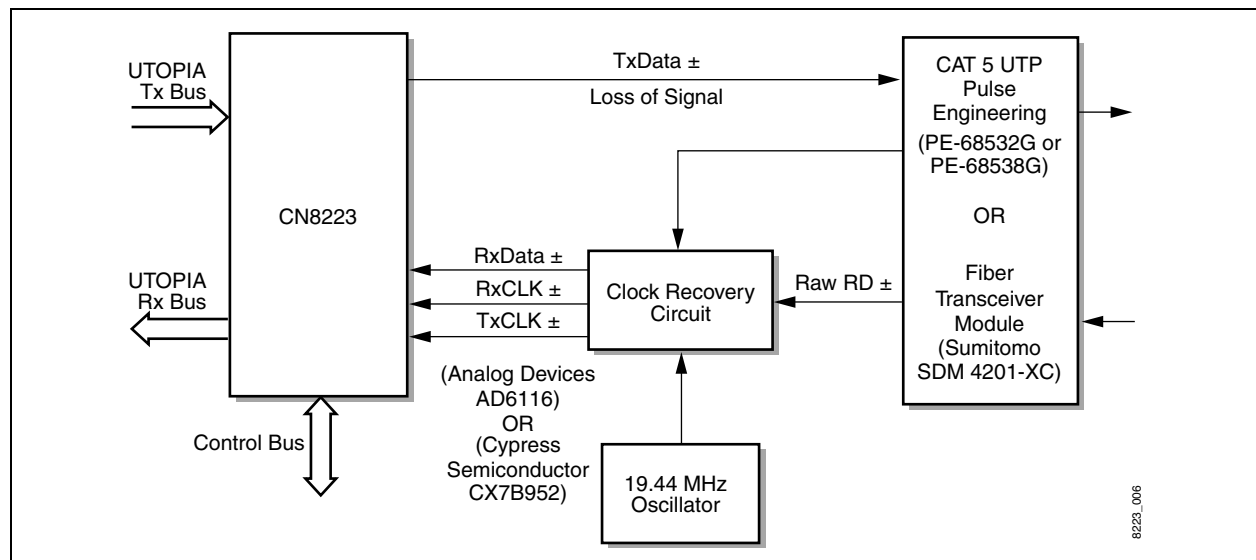 UTOPIA
Tx Bus
CN8223
UTOPIA
Rx Bus
Control Bus
TxData ±
Loss of Signal
RxData ±
RxCLK ±
TxCLK ±
(Analog Devices
AD6116)
OR
(Cypress
Semiconductor
CX7B952)
Clock Recovery
Circuit
19.44 MHz
Oscillator
Raw RD ±
CAT 5 UTP
Pulse
Engineering
(PE-68532G or
PE-68538G)
OR
Fiber
Transceiver
Module
(Sumitomo
SDM 4201-XC)
8223_006